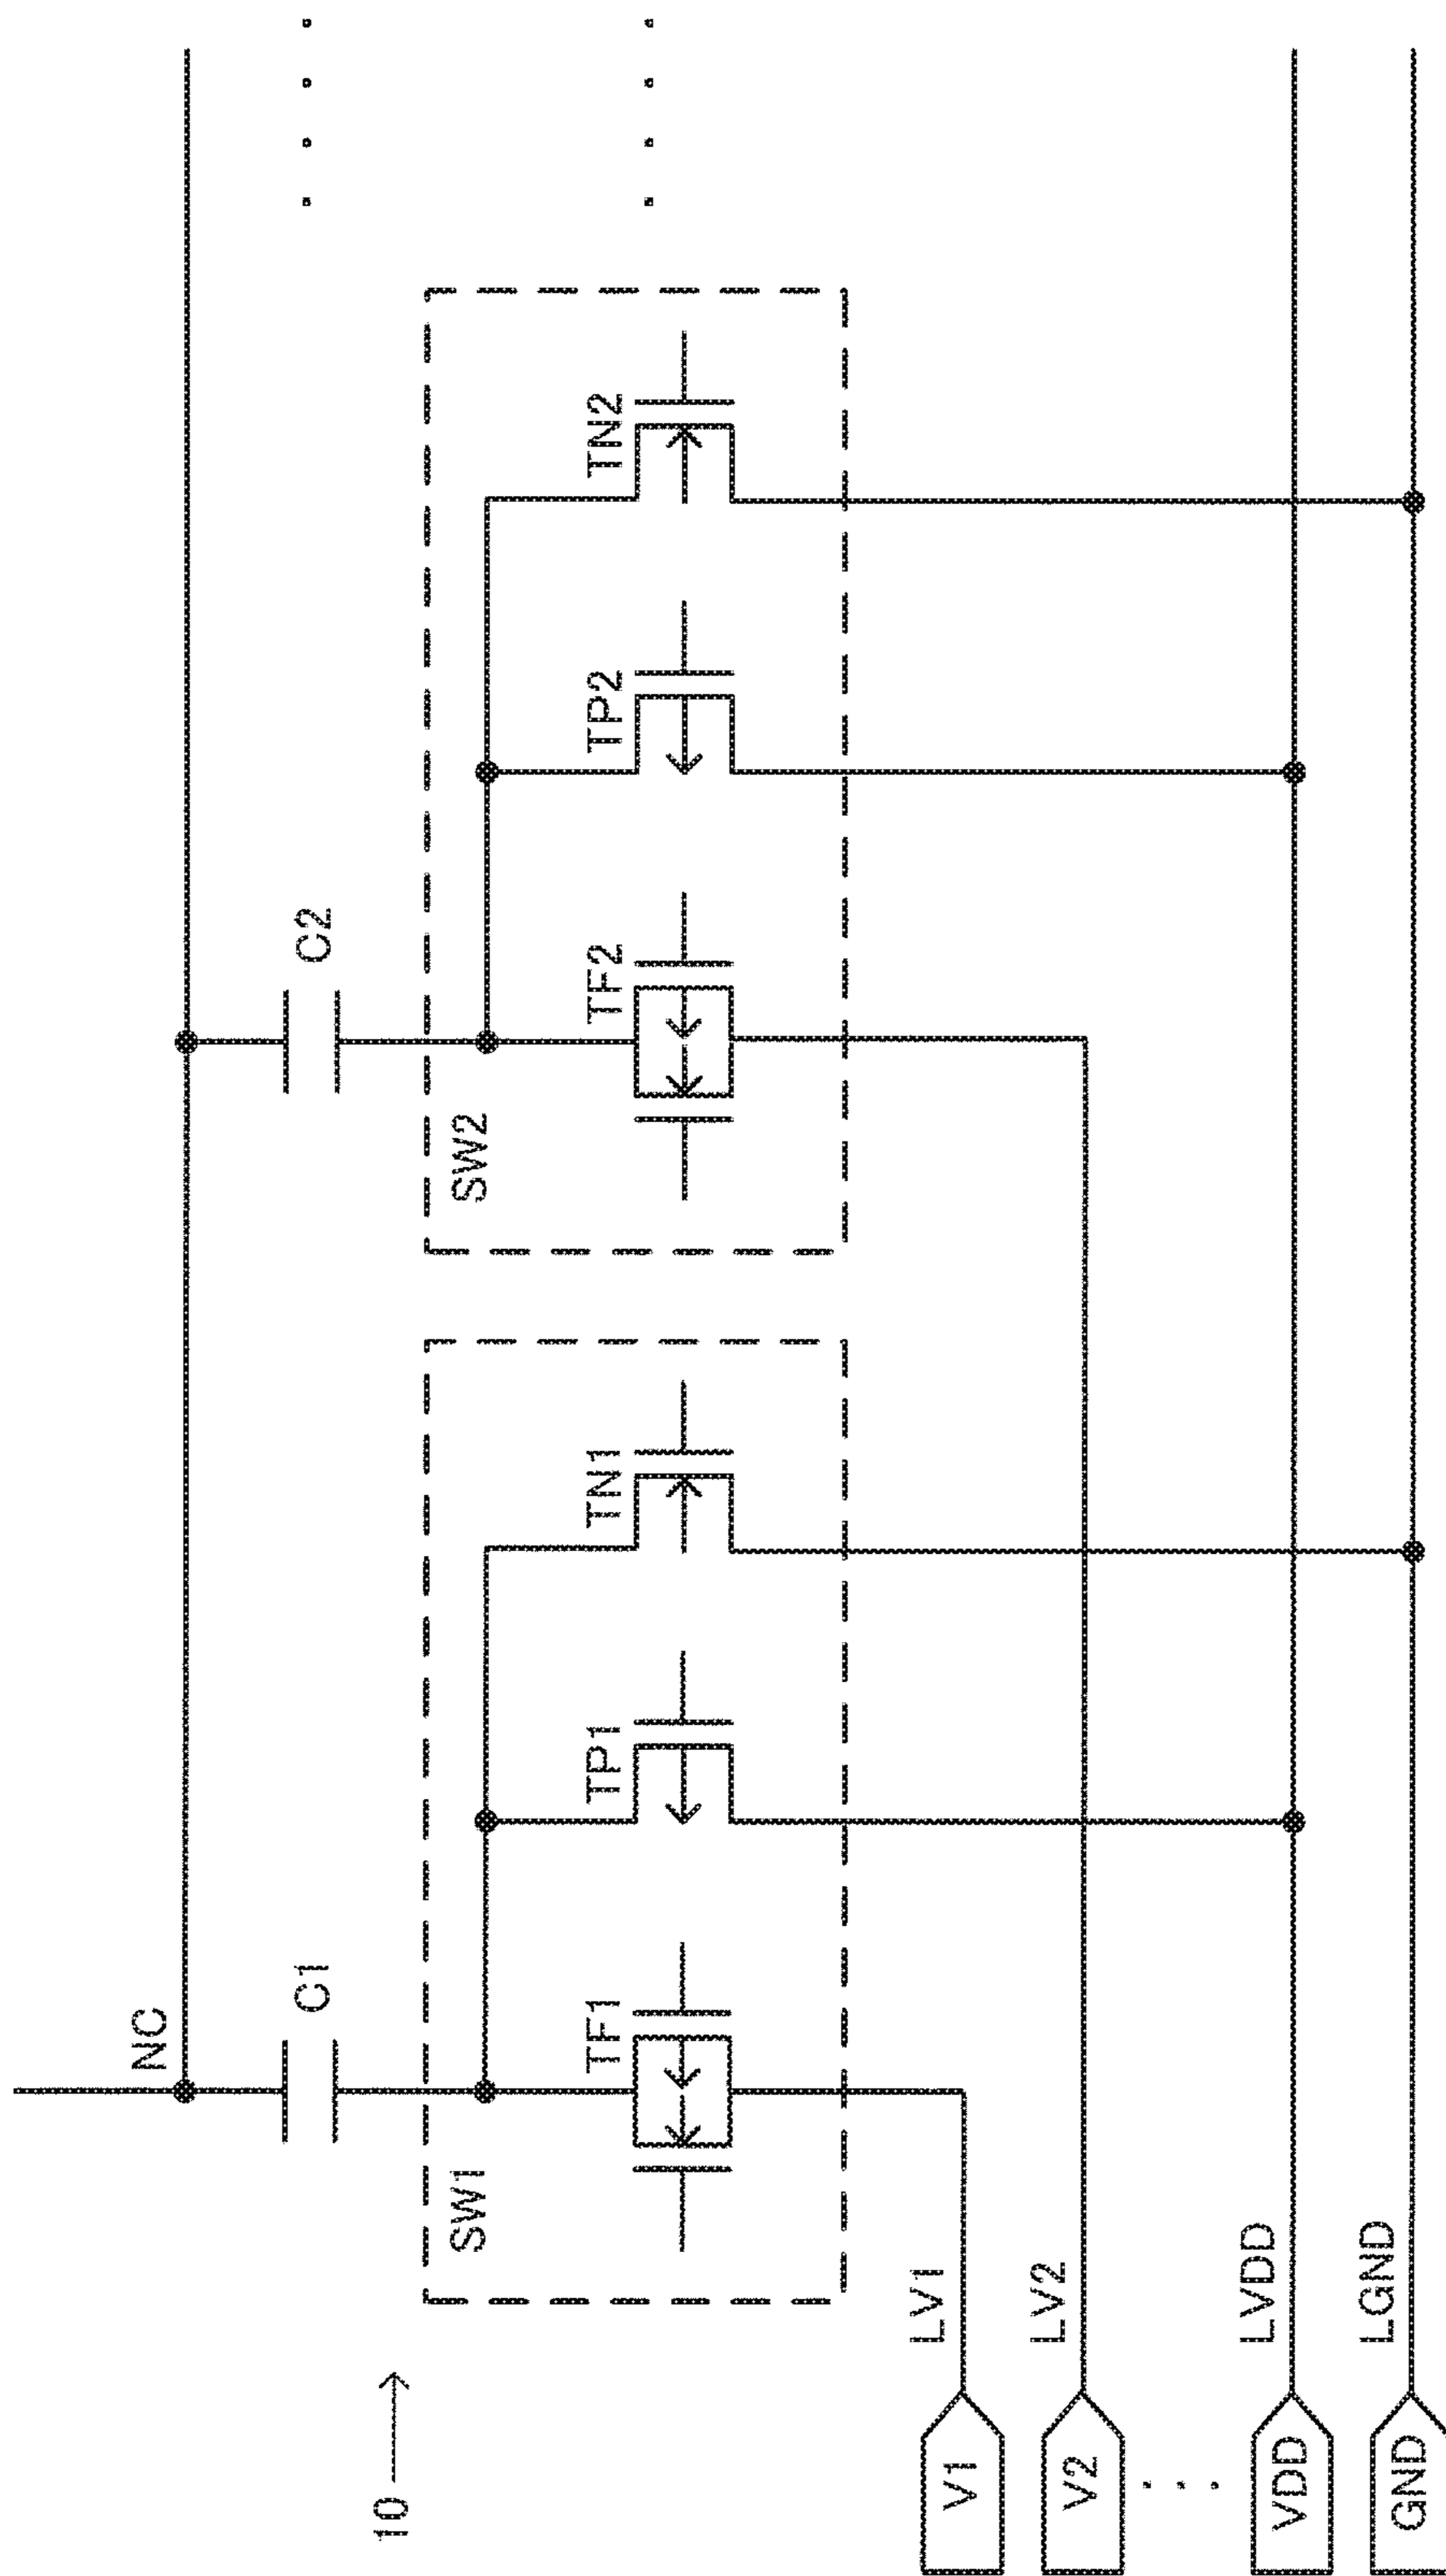 NC
C1
C2
10
SW1
TF1
TP1
TN1
SW2
TF2
TP2
TN2
LV1
V1
LV2
V2
LVDD
VDD
LGND
GND